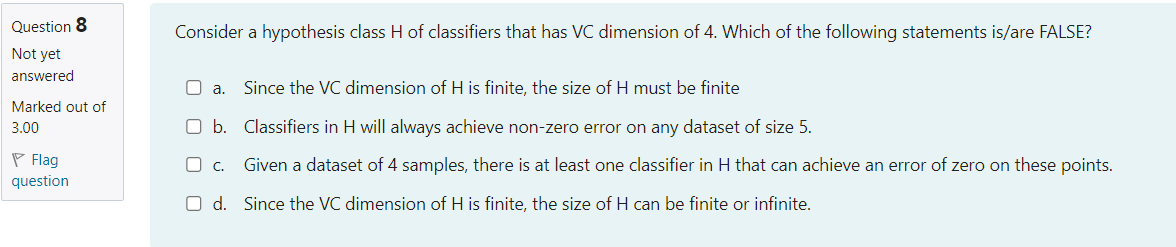 Question 8
Not yet
answered
Marked out of
3.00
Flag
question
Consider a hypothesis class H of classifiers that has VC dimension of 4. Which of the following statements is/are FALSE?
a. Since the VC dimension of H is finite, the size of H must be finite
b. Classifiers in H will always achieve non-zero error on any dataset of size 5.
c. Given a dataset of 4 samples, there is at least one classifier in H that can achieve an error of zero on these points.
d. Since the VC dimension of H is finite, the size of H can be finite or infinite.